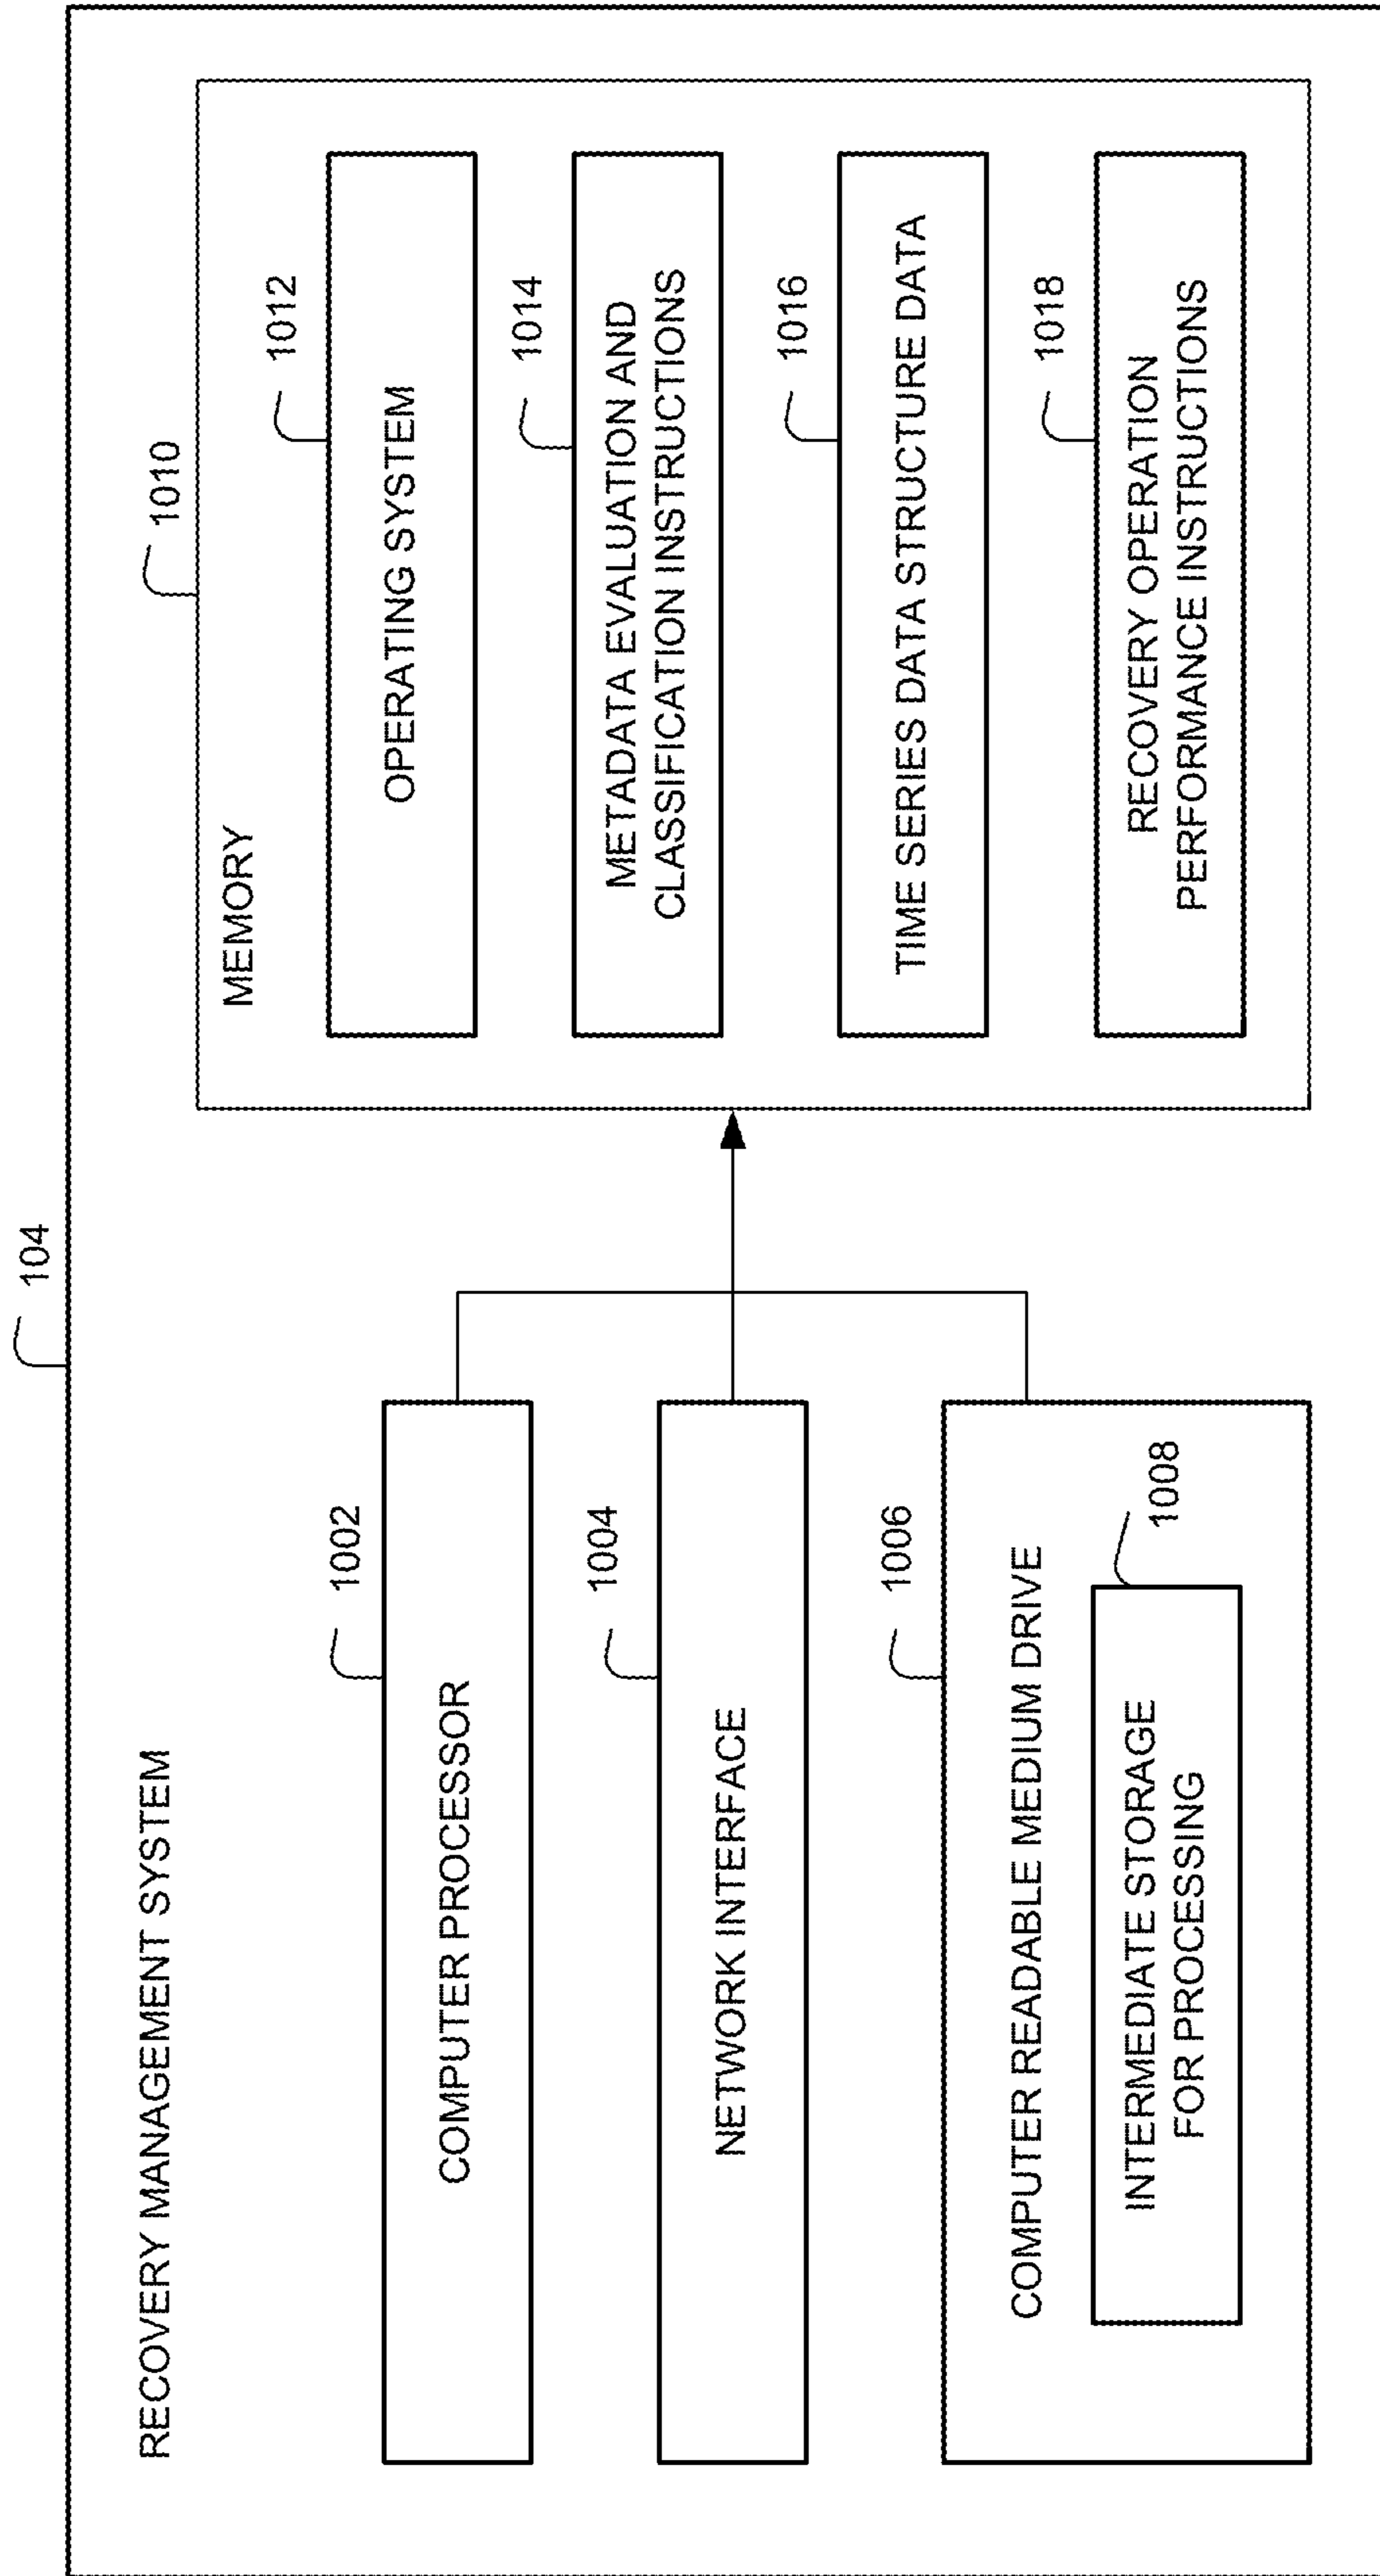 104
RECOVERY MANAGEMENT SYSTEM
1002
COMPUTER PROCESSOR
1004
NETWORK INTERFACE
1006
COMPUTER READABLE MEDIUM DRIVE
1008
INTERMEDIATE STORAGE
FOR PROCESSING
1010
MEMORY
1012
OPERATING SYSTEM
1014
METADATA EVALUATION AND
CLASSIFICATION INSTRUCTIONS
1016
TIME SERIES DATA STRUCTURE DATA
1018
RECOVERY OPERATION
PERFORMANCE INSTRUCTIONS